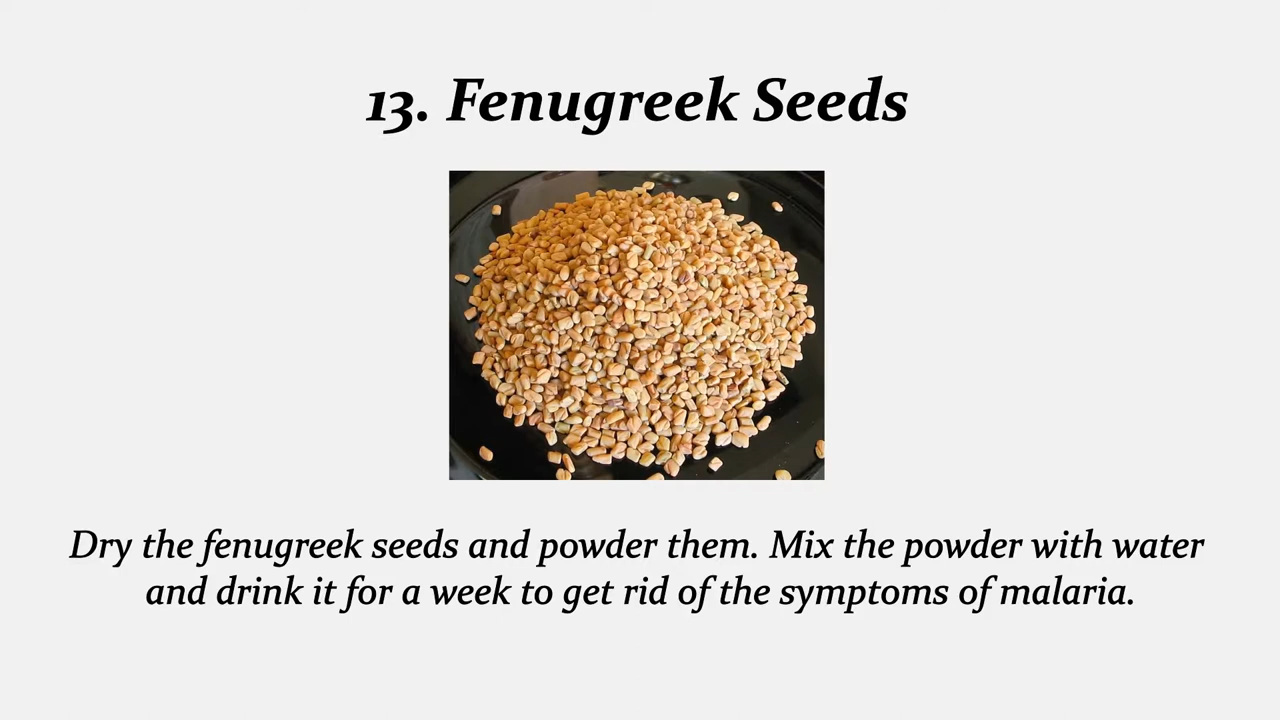 13. Fenugreek Seeds
Dry the fenugreek seeds and powder them. Mix the powder with water
and drink it for a week to get rid of the symptoms of malaria.